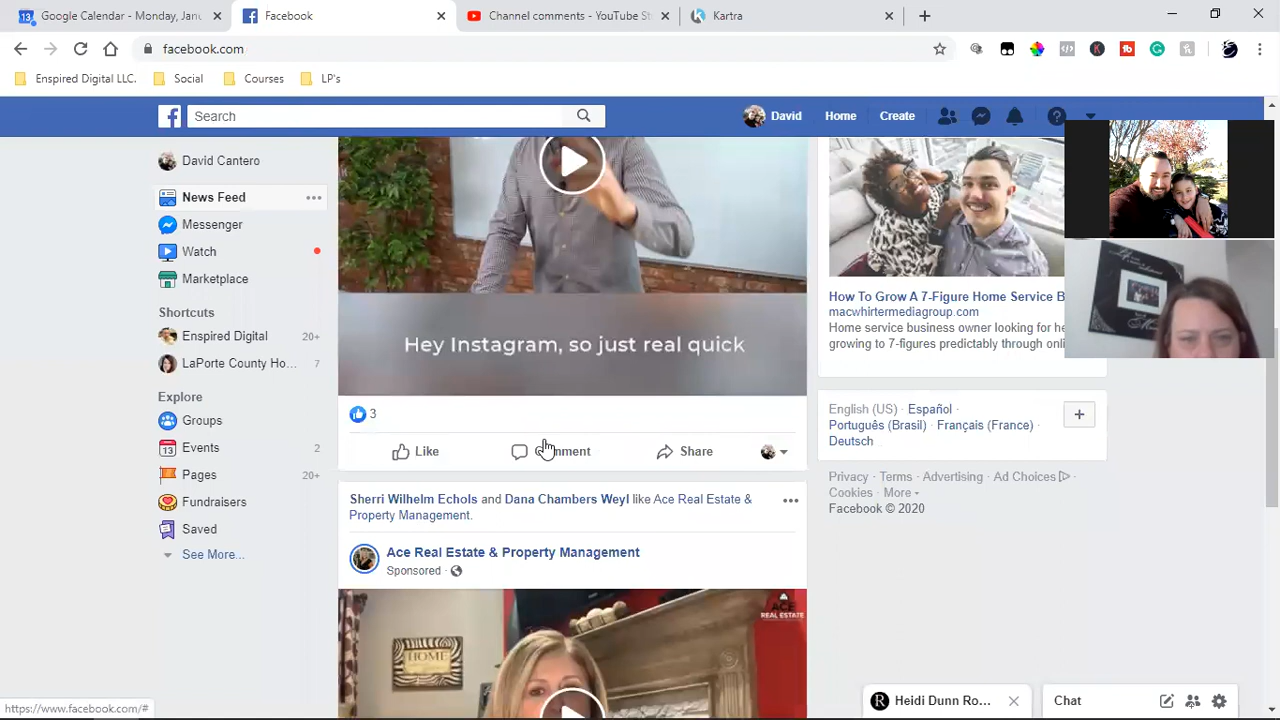 Google Calendar - Monday, Janu
Facebook
Channel comments - YouTube St
Kartra
facebook.com
Enspired Digital LLC.
Social
Courses
LP's
Search
David
Home
Create
David Cantero
News Feed
Messenger
Watch
Marketplace
Shortcuts
Enspired Digital 20+
LaPorte County Ho... 7
Explore
Groups
Events 2
Pages 20+
Fundraisers
Saved
See More...
Hey Instagram, so just real quick
3
Like
Share
Sherri Wilhelm Echols and Dana Chambers Weyl like Ace Real Estate &
Property Management.
Ace Real Estate & Property Management
Sponsored ·
ACE
REAL ESTATE
HOME
How To Grow A 7-Figure Home Service B
macwhirtermediagroup.com
Home service business owner looking for he
growing to 7-figures predictably through onli
English (US) · Español ·
Português (Brasil) · Français (France) ·
Deutsch
Privacy · Terms · Advertising · Ad Choices ·
Cookies · More
Facebook © 2020
Heidi Dunn Ro...
Chat
https://www.facebook.com/#